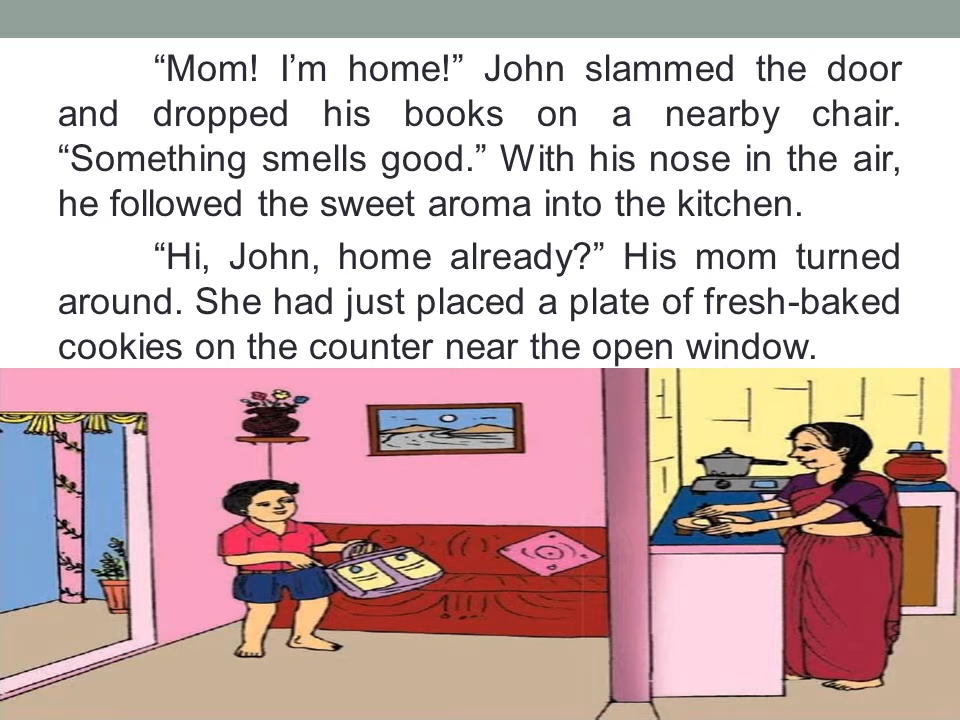 “Mom! I’m home!” John slammed the door
and dropped his books on a nearby chair.
“Something smells good.” With his nose in the air,
he followed the sweet aroma into the kitchen.
“Hi, John, home already?” His mom turned
around. She had just placed a plate of fresh-baked
cookies on the counter near the open window.